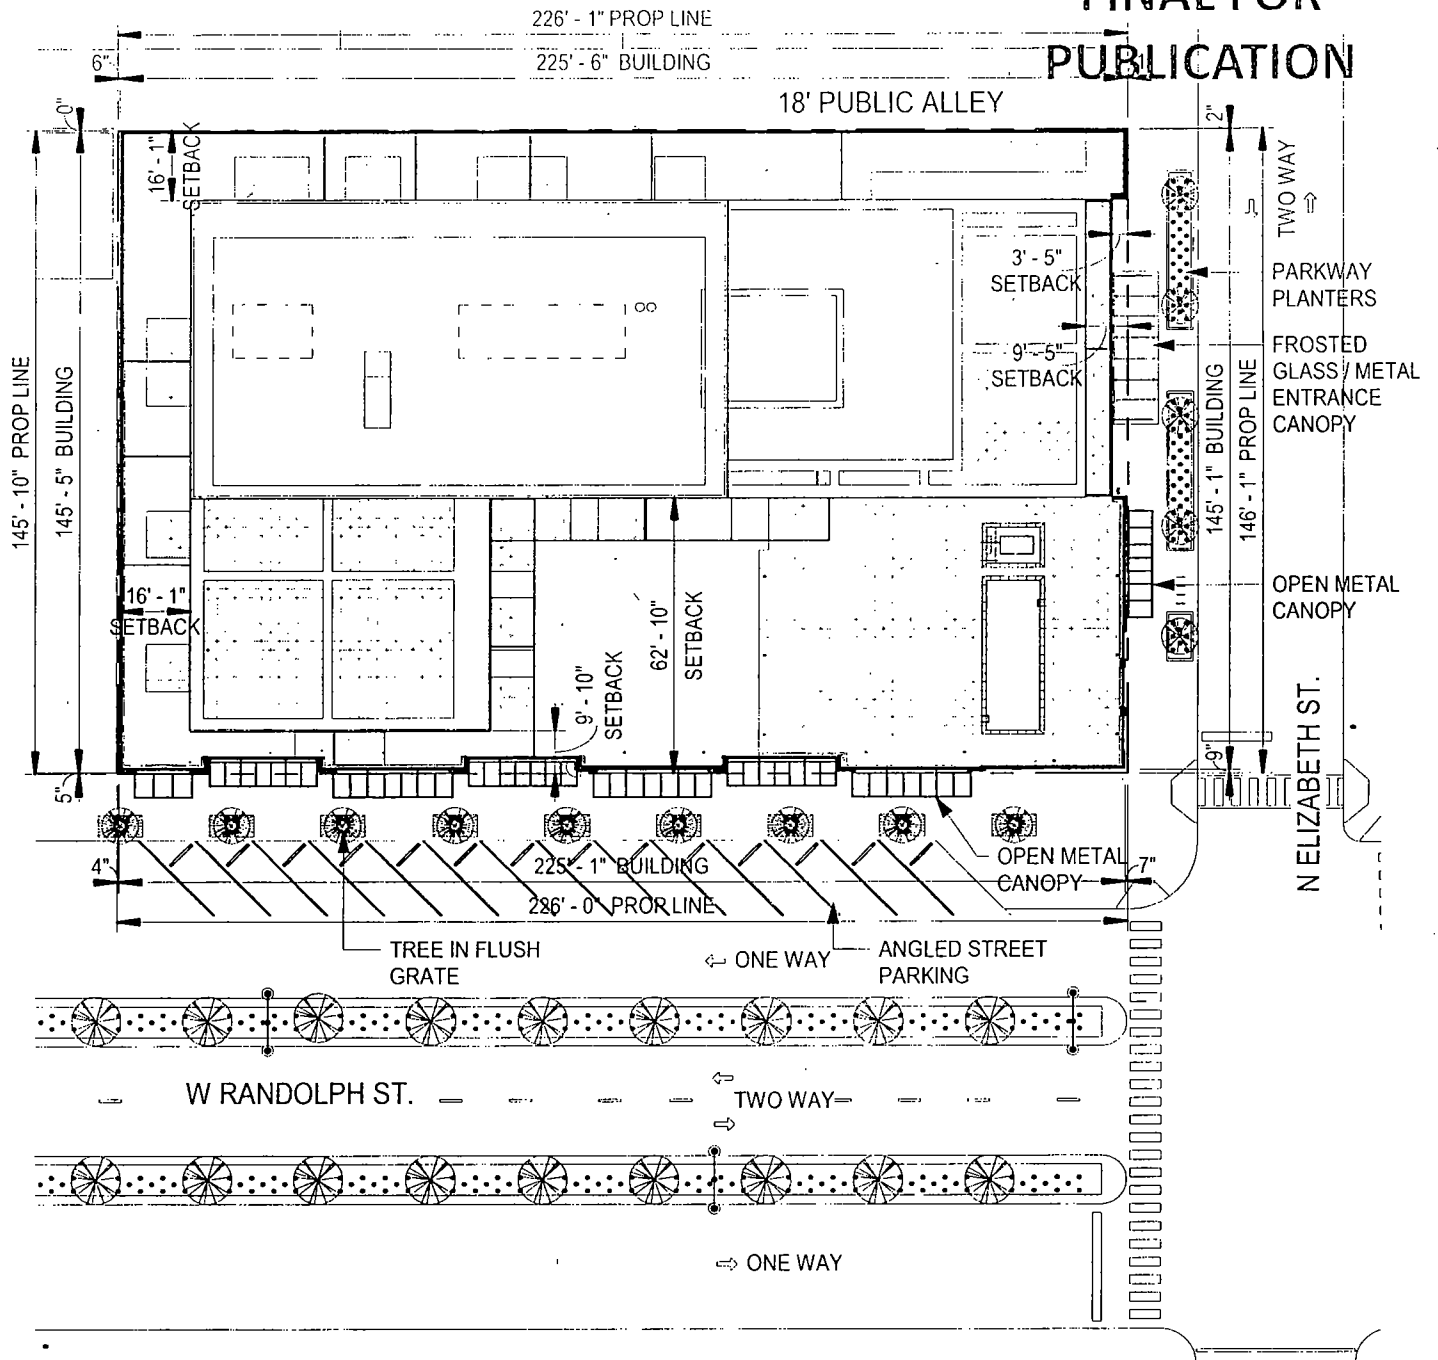 FINAL FOR
PUBLICATION
226' - 1" PROP LINE
225' - 6" BUILDING
6"
18' PUBLIC ALLEY
0"
2"
16' - 1"
SETBACK
TWO WAY
3' - 5"
SETBACK
PARKWAY
PLANTERS
9' - 5"
SETBACK
FROSTED
GLASS / METAL
ENTRANCE
CANOPY
145' - 10" PROP LINE
145' - 5" BUILDING
145' - 1" BUILDING
146' - 1" PROP LINE
16' - 1"
SETBACK
62' - 10"
SETBACK
9' - 10"
SETBACK
OPEN METAL
CANOPY
5"
9"
N ELIZABETH ST.
OPEN METAL
CANOPY
4"
225' - 1" BUILDING
7"
226' - 0" PROP LINE
TREE IN FLUSH
GRATE
ONE WAY
ANGLED STREET
PARKING
W RANDOLPH ST.
TWO WAY
ONE WAY